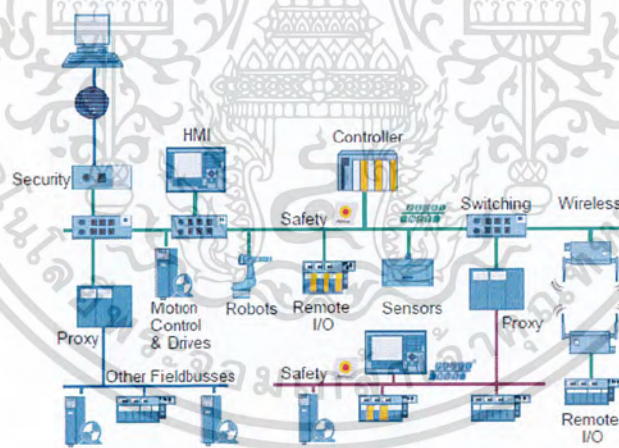 HMI
Controller
Security
Safety
Switching
Wireless
Motion
Control
& Drives
Robots
Remote
I/O
Sensors
Proxy
Proxy
Other Fieldbusses
Safety
Remote
I/O